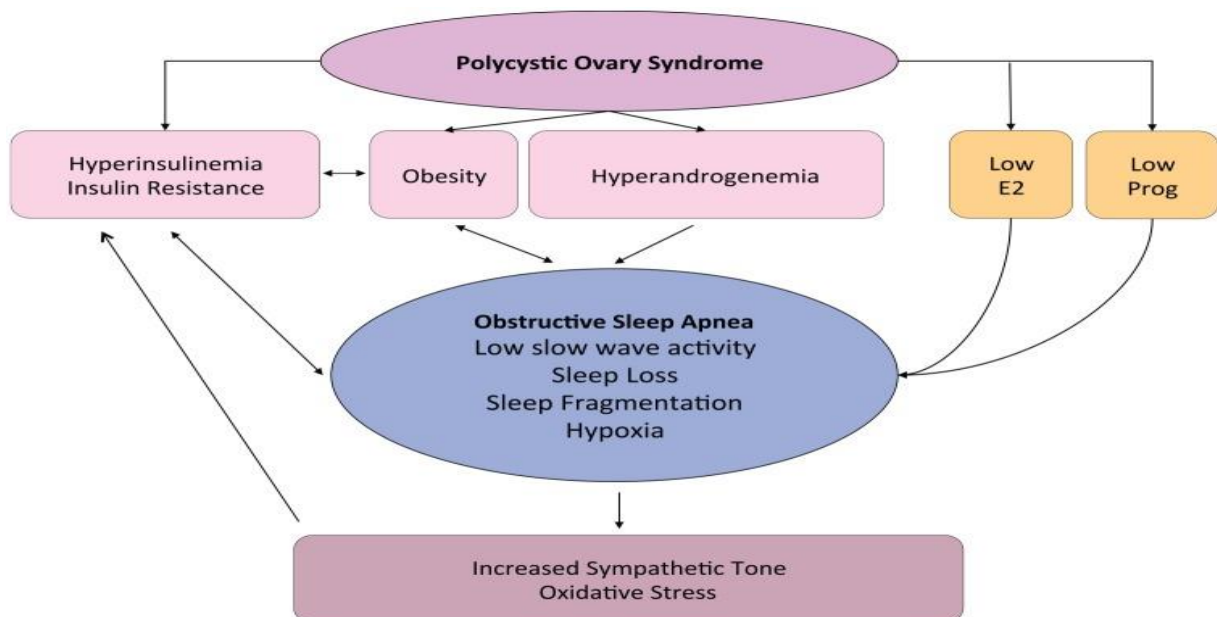 Polycystic Ovary Syndrome
Hyperinsulinemia
Insulin Resistance
Obesity
Hyperandrogenemia
Low
E2
Low
Prog
Obstructive Sleep Apnea
Low slow wave activity
Sleep Loss
Sleep Fragmentation
Hypoxia
Increased Sympathetic Tone
Oxidative Stress